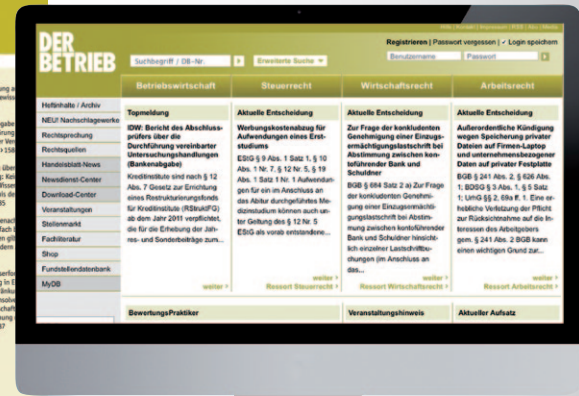 Hilfe | Kontakt | Impressum | RSS | Abo / Media
DER
BETRIEB
Registrieren | Passwort vergessen | ✓ Login speichern
Suchbegriff / DB-Nr.
Erweiterte Suche
Benutzername
Passwort
Betriebswirtschaft
Steuerrecht
Wirtschaftsrecht
Arbeitsrecht
Heftinhalte / Archiv
NEU! Nachschlagewerke
Rechtsprechung
Rechtsquellen
Handelsblatt-News
Newsdienst-Center
Download-Center
Veranstaltungen
Stellenmarkt
Fachliteratur
Shop
Fundstellendatenbank
MyDB
Topmeldung
IDW: Bericht des Abschluss-
prüfers über die
Durchführung vereinbarter
Untersuchungshandlungen
(Bankenabgabe)
Kreditinstitute sind nach § 12
Abs. 7 Gesetz zur Errichtung
eines Restrukturierungsfonds
für Kreditinstitute (RStrukFG)
ab dem Jahr 2011 verpflichtet,
die für die Erhebung der Jah-
res- und Sonderbeiträge zum...
weiter
Aktuelle Entscheidung
Werbungskostenabzug für
Aufwendungen eines Erst-
studiums
EStG § 9 Abs. 1 Satz 1, § 10
Abs. 1 Nr. 7, § 12 Nr. 5, § 19
Abs. 1 Satz 1 Nr. 1 Aufwendun-
gen für ein im Anschluss an
das Abitur durchgeführtes Me-
dizinstudium können auch un-
ter Geltung des § 12 Nr. 5
EStG als vorab entstandene...
weiter
Ressort Steuerrecht
Aktuelle Entscheidung
Zur Frage der konkludenten
Genehmigung einer Einzugs-
ermächtigungslastschrift bei
Abstimmung zwischen kon-
toführender Bank und
Schuldner
BGB § 684 Satz 2 a) Zur Frage
der konkludenten Genehmi-
gung einer Einzugsermächti-
gungslastschrift bei Abstim-
mung zwischen kontoführender
Bank und Schuldner hinsicht-
lich einzelner Lastschriftbu-
chungen (im Anschluss an
das...
weiter
Ressort Wirtschaftsrecht
Aktuelle Entscheidung
Außerordentliche Kündigung
wegen Speicherung privater
Dateien auf Firmen-Laptop
und unternehmensbezogener
Daten auf privater Festplatte
BGB § 241 Abs. 2, § 626 Abs.
1; BDSG § 3 Abs. 1, § 5 Satz
1; UrhG §§ 2, 69a ff. 1. Eine er-
hebliche Verletzung der Pflicht
zur Rücksichtnahme auf die In-
teressen des Arbeitgebers
gem. § 241 Abs. 2 BGB kann
einen wichtigen Grund zur...
weiter
Ressort Arbeitsrecht
BewertungsPraktiker
Veranstaltungshinweis
Aktueller Aufsatz